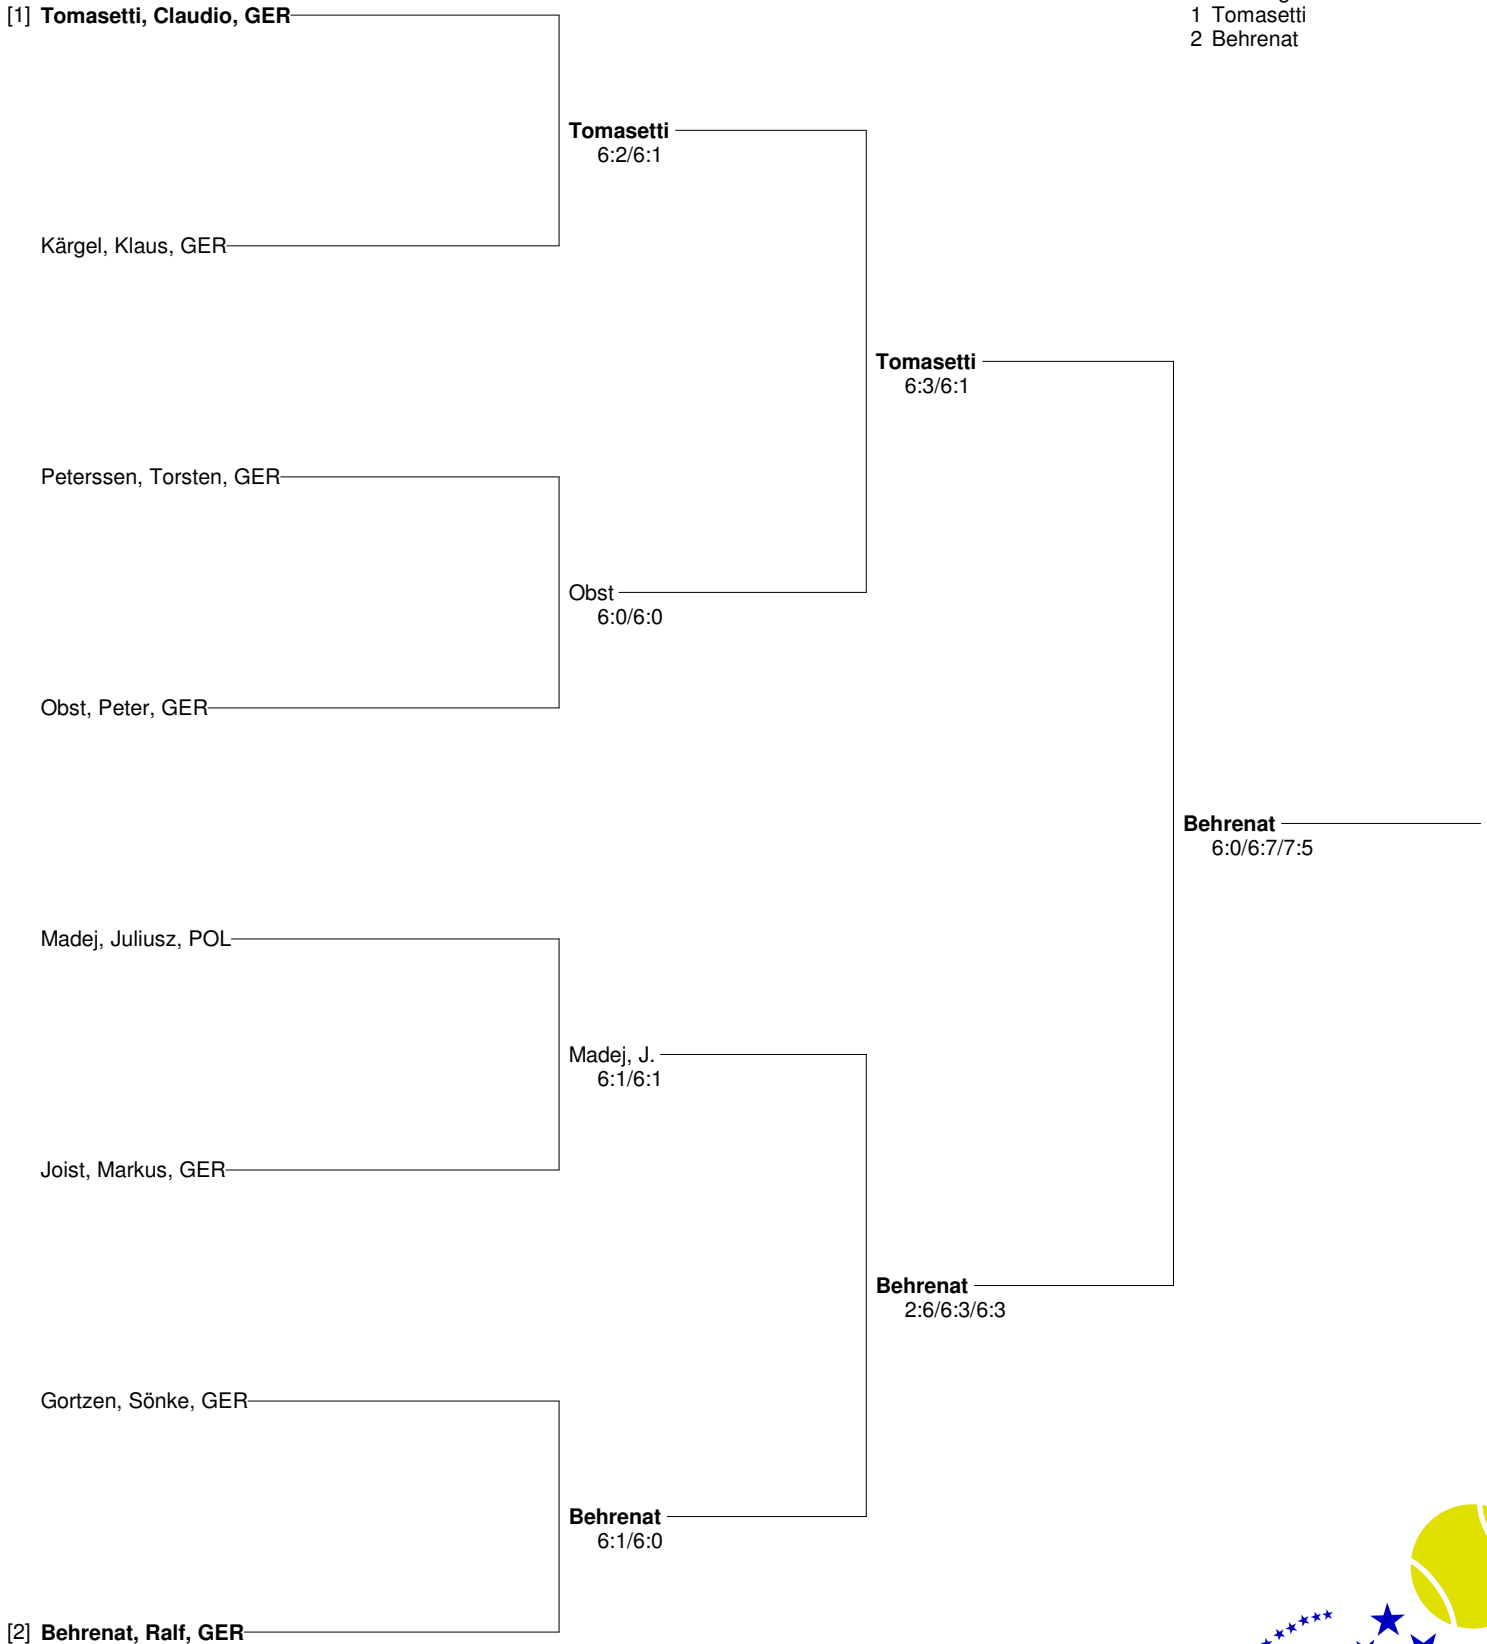 [1] Tomasetti, Claudio, GER
1 Tomasetti
2 Behrenat
Tomasetti
6:2/6:1
Kärgel, Klaus, GER
Tomasetti
6:3/6:1
Peterssen, Torsten, GER
Obst
6:0/6:0
Obst, Peter, GER
Behrenat
6:0/6:7/7:5
Madej, Juliusz, POL
Madej, J.
6:1/6:1
Joist, Markus, GER
Behrenat
2:6/6:3/6:3
Gortzen, Sönke, GER
Behrenat
6:1/6:0
[2] Behrenat, Ralf, GER